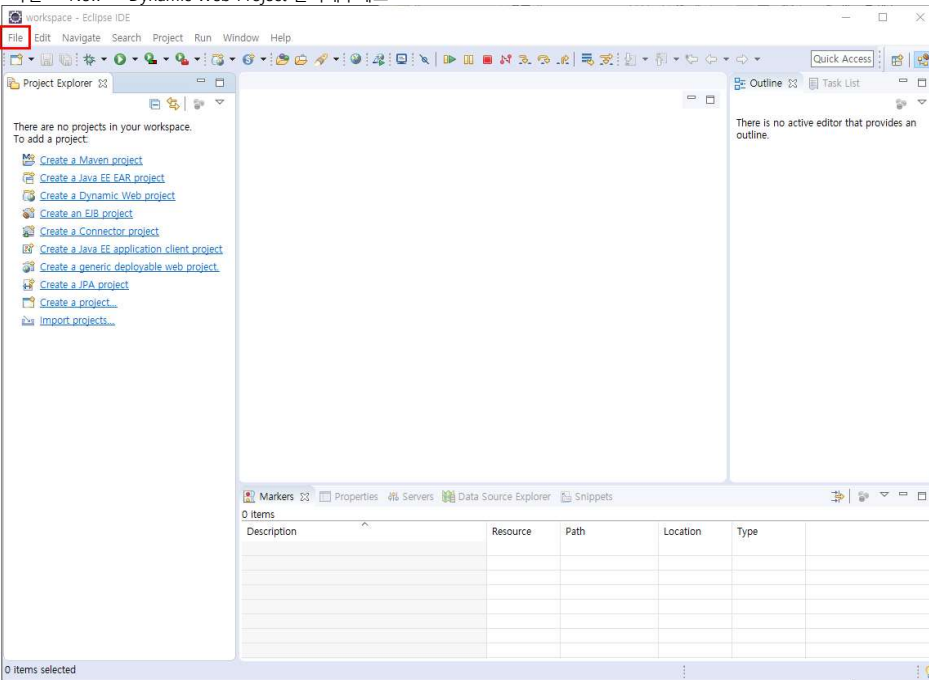 New Dynamic Web Project
workspace - Eclipse IDE
File Edit Navigate Search Project Run Window Help
Quick Access
Project Explorer
There are no projects in your workspace.
To add a project:
Create a Maven project
Create a Java EE EAR project
Create a Dynamic Web project
Create an EJB project
Create a Connector project
Create a Java EE application client project
Create a generic deployable web project.
Create a JPA project
Create a project...
Import projects...
Outline Task List
There is no active editor that provides an
outline.
Markers Properties Servers Data Source Explorer Snippets
0 items
Description Resource Path Location Type
0 items selected